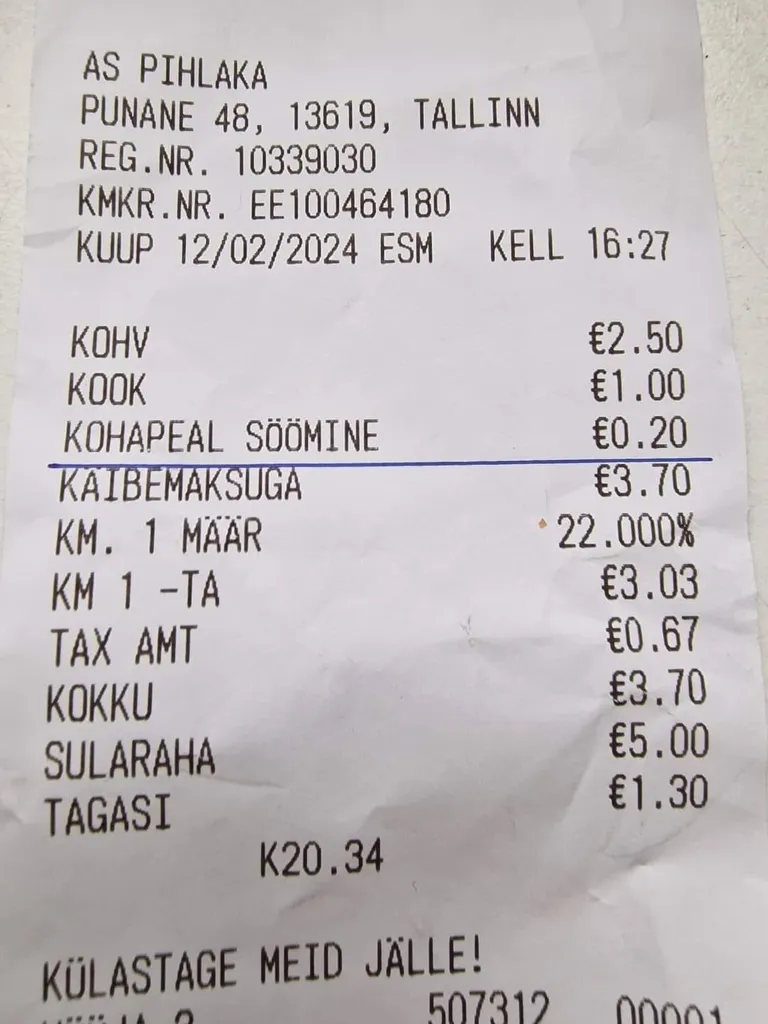 AS PIHLAKA
PUNANE 48, 13619, TALLINN
REG.NR. 10339030
KMKR.NR. EE100464180
KUUP 12/02/2024 ESM KELL 16:27
KOHV €2.50
KOOK €1.00
KOHAPEAL SÖÖMINE €0.20
KÄIBEMAKSUGA €3.70
KM. 1 MÄÄR 22.000%
KM 1 -TA €3.03
TAX AMT €0.67
KOKKU €3.70
SULARAHA €5.00
TAGASI €1.30
K20.34
KÜLASTAGE MEID JÄLLE!
507312